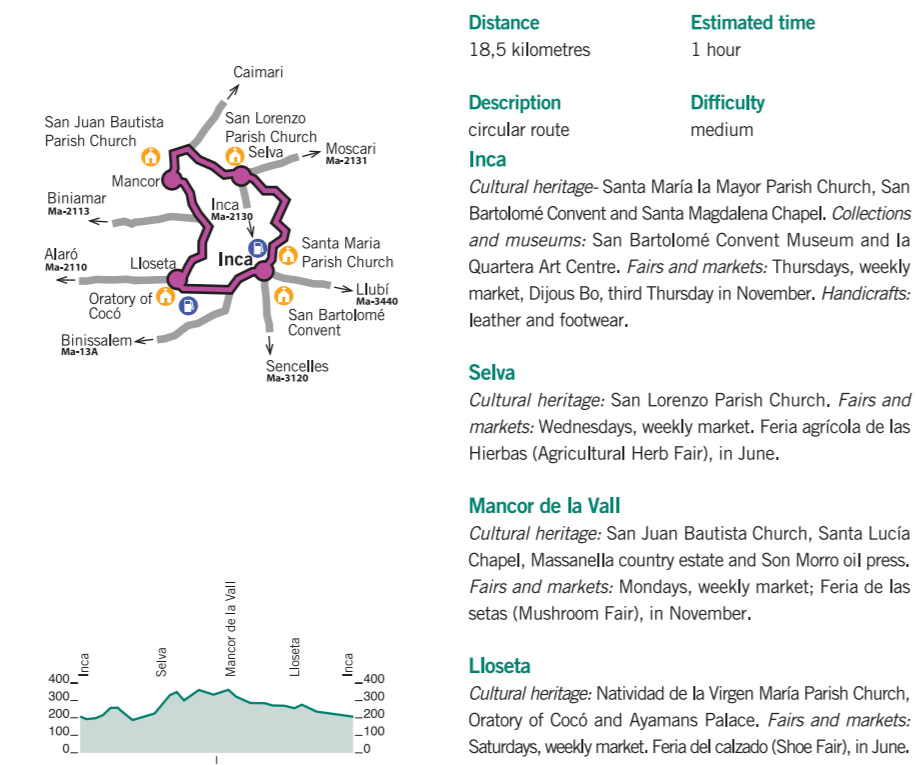 Caimari
San Juan Bautista
Parish Church
San Lorenzo
Parish Church
Selva
Moscari
Ma-2131
Mancor
Biniamar
Ma-2113
Inca
Ma-2130
Alaró
Ma-2110
Lloseta
Inca
Santa Maria
Parish Church
Oratory of
Cocó
Llubí
Ma-3440
San Bartolomé
Convent
Binissalem
Ma-13A
Sencelles
Ma-3120
Inca
Selva
Mancor de la Vall
Lloseta
Inca
400
300
200
100
0
400
300
200
100
0
Distance
18,5 kilometres
Estimated time
1 hour
Description
circular route
Difficulty
medium
Inca
Cultural heritage- Santa María la Mayor Parish Church, San
Bartolomé Convent and Santa Magdalena Chapel. Collections
and museums: San Bartolomé Convent Museum and la
Quartera Art Centre. Fairs and markets: Thursdays, weekly
market, Dijous Bo, third Thursday in November. Handicrafts:
leather and footwear.
Selva
Cultural heritage: San Lorenzo Parish Church. Fairs and
markets: Wednesdays, weekly market. Feria agrícola de las
Hierbas (Agricultural Herb Fair), in June.
Mancor de la Vall
Cultural heritage: San Juan Bautista Church, Santa Lucía
Chapel, Massanella country estate and Son Morro oil press.
Fairs and markets: Mondays, weekly market; Feria de las
setas (Mushroom Fair), in November.
Lloseta
Cultural heritage: Natividad de la Virgen María Parish Church,
Oratory of Cocó and Ayamans Palace. Fairs and markets:
Saturdays, weekly market. Feria del calzado (Shoe Fair), in June.